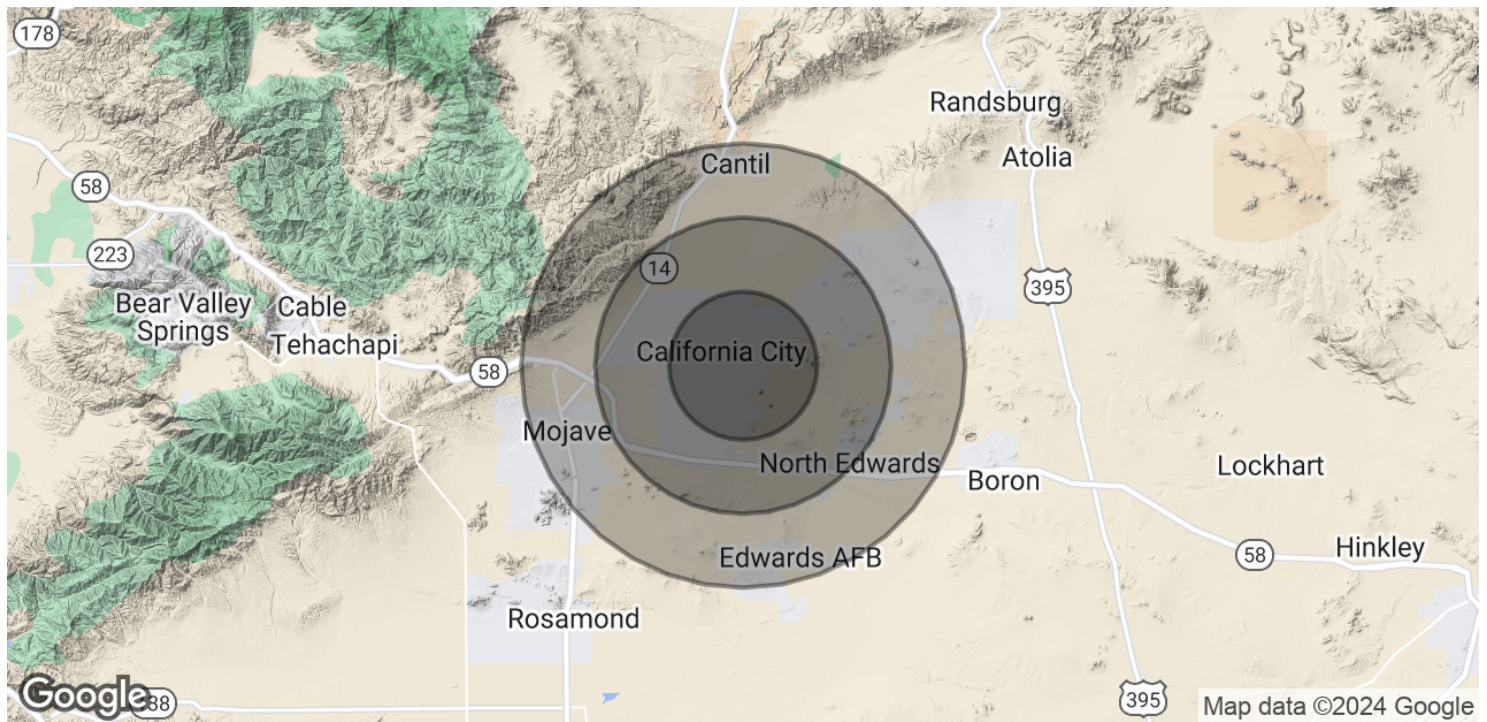 178
Randsburg
Atolia
Cantil
58
223
14
395
Bear Valley
Springs
Cable
Tehachapi
California City
58
Mojave
North Edwards
Boron
Lockhart
Edwards AFB
58
Hinkley
Rosamond
Google
395
Map data ©2024 Google